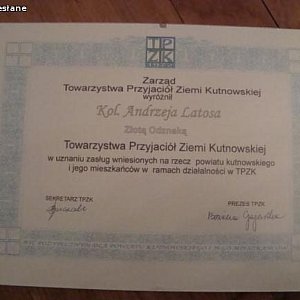 esłane
TPZK
Zarząd
Towarzystwa Przyjaciół Ziemi Kutnowskiej
wyróżnił
Kol. Andrzeja Latosa
Złotą Odznaką
Towarzystwa Przyjaciół Ziemi Kutnowskiej
w uznaniu zasług wniesionych na rzecz powiatu kutnowskiego
i jego mieszkańców w ramach działalności w TPZK
SEKRETARZ TPZK
PREZES TPZK